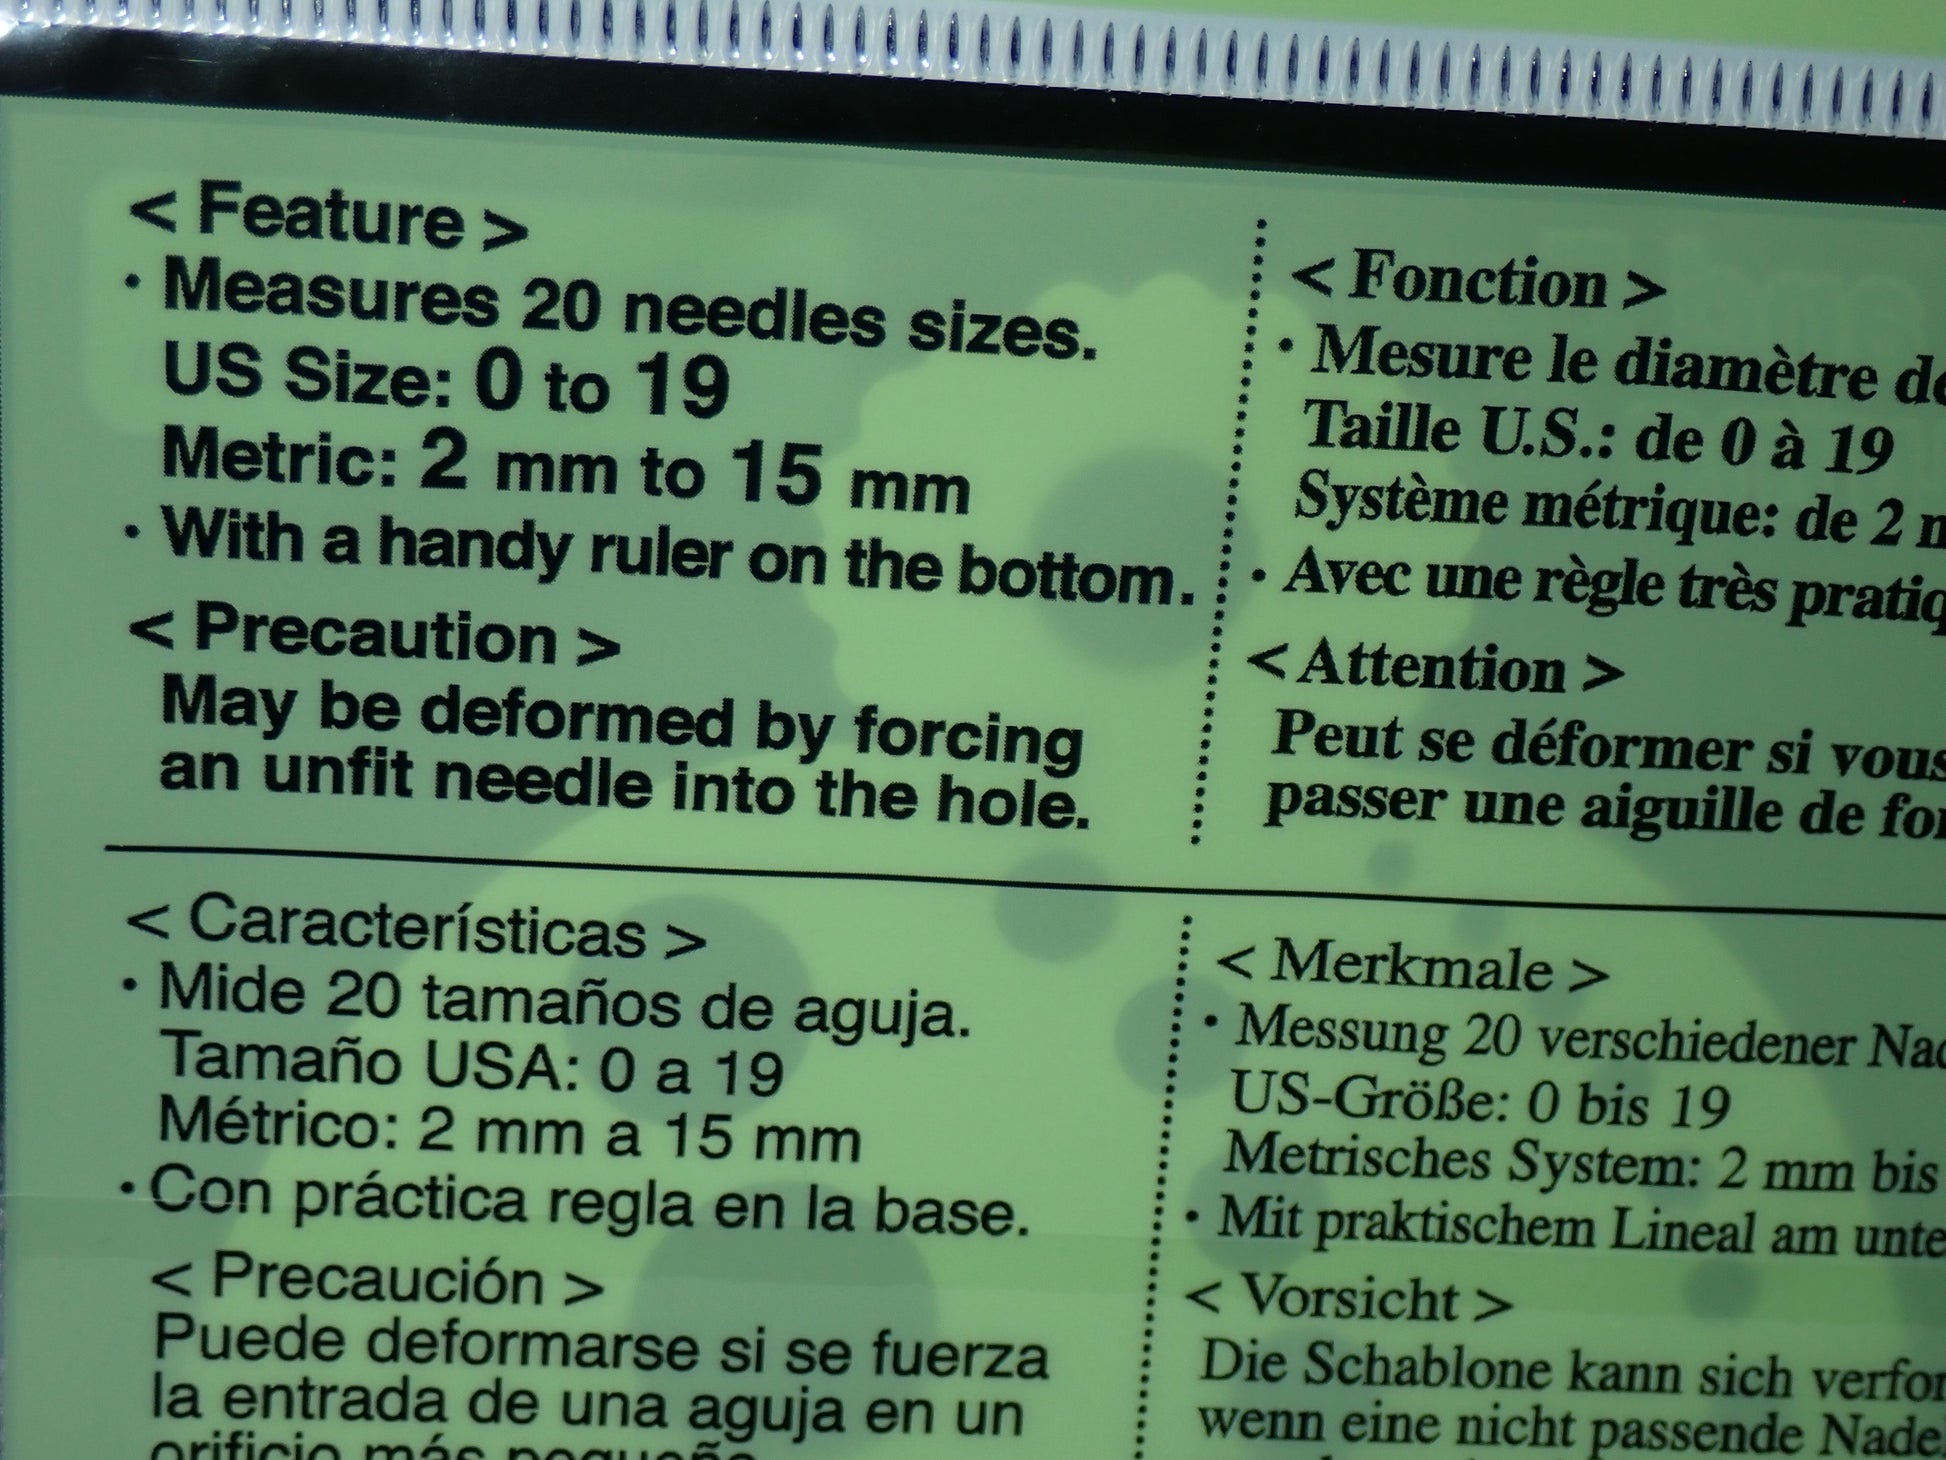 < Feature >
・Measures 20 needles sizes.
US Size: 0 to 19
Metric: 2 mm to 15 mm
・With a handy ruler on the bottom.
< Precaution >
May be deformed by forcing
an unfit needle into the hole.
< Fonction >
・Mesure le diamètre
Taille U.S.: de 0 à 19
Système métrique: de 2
・Avec une règle très
< Attention >
Peut se déformer si vous
passer une aiguille de
< Características >
・Mide 20 tamaños de aguja.
Tamaño USA: 0 a 19
Métrico: 2 mm a 15 mm
・Con práctica regla en la base.
< Precaución >
Puede deformarse si se fuerza
la entrada de una aguja en un
orificio más pequeño
< Merkmale >
・Messung 20 verschiedener
US-Größe: 0 bis 19
Metrisches System: 2 mm bis
・Mit praktischem Lineal am
< Vorsicht >
Die Schablone kann sich
wenn eine nicht passende